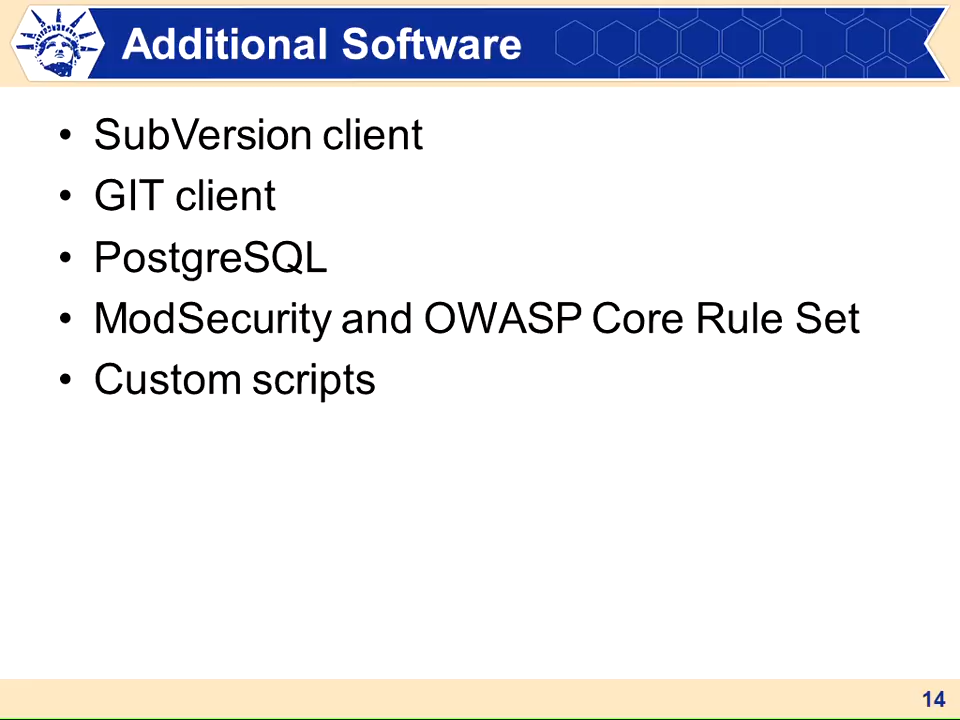 Additional Software
• SubVersion client
• GIT client
• PostgreSQL
• ModSecurity and OWASP Core Rule Set
• Custom scripts
14